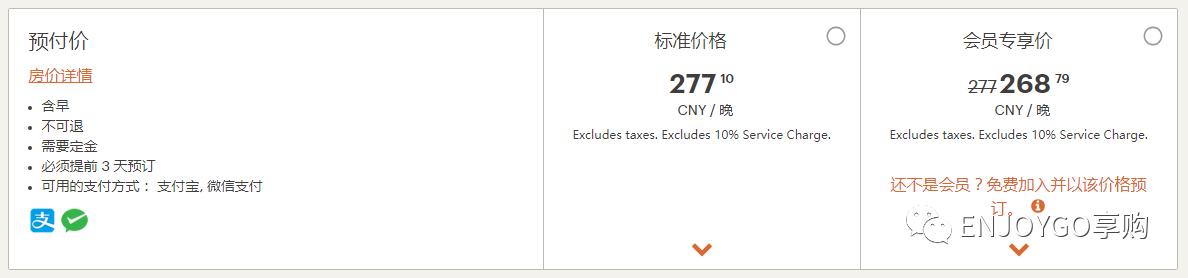 预付价
房价详情
含早
不可退
需要定金
必须提前 3 天预订
可用的支付方式： 支付宝, 微信支付
支
标准价格
277 10
CNY / 晚
Excludes taxes. Excludes 10% Service Charge.
会员专享价
277 268 79
CNY / 晚
Excludes taxes. Excludes 10% Service Charge.
还不是会员？免费加入并以该价格预
订。
ENJOYGO享购